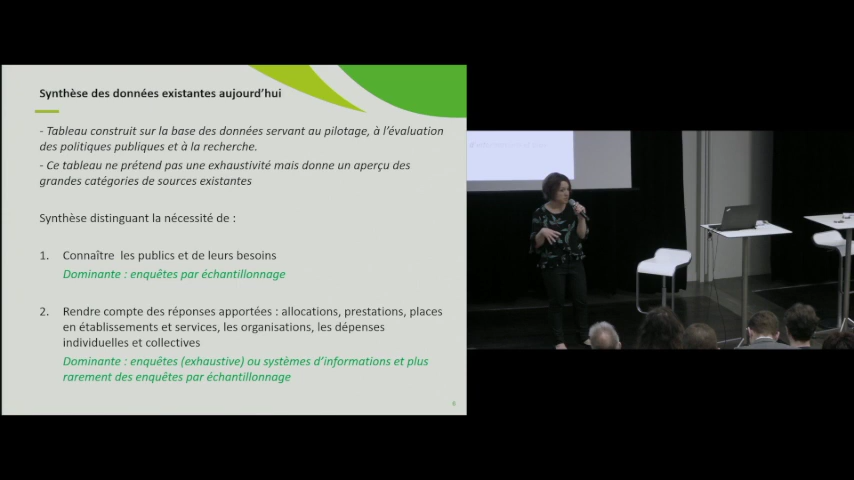 Synthèse des données existantes aujourd'hui
- Tableau construit sur la base des données servant au pilotage, à l'évaluation
des politiques publiques et à la recherche.
- Ce tableau ne prétend pas une exhaustivité mais donne un aperçu des
grandes catégories de sources existantes
Synthèse distinguant la nécessité de :
1. Connaître les publics et de leurs besoins
Dominante : enquêtes par échantillonnage
2. Rendre compte des réponses apportées : allocations, prestations, places
en établissements et services, les organisations, les dépenses
individuelles et collectives
Dominante : enquêtes (exhaustive) ou systèmes d'informations et plus
rarement des enquêtes par échantillonnage